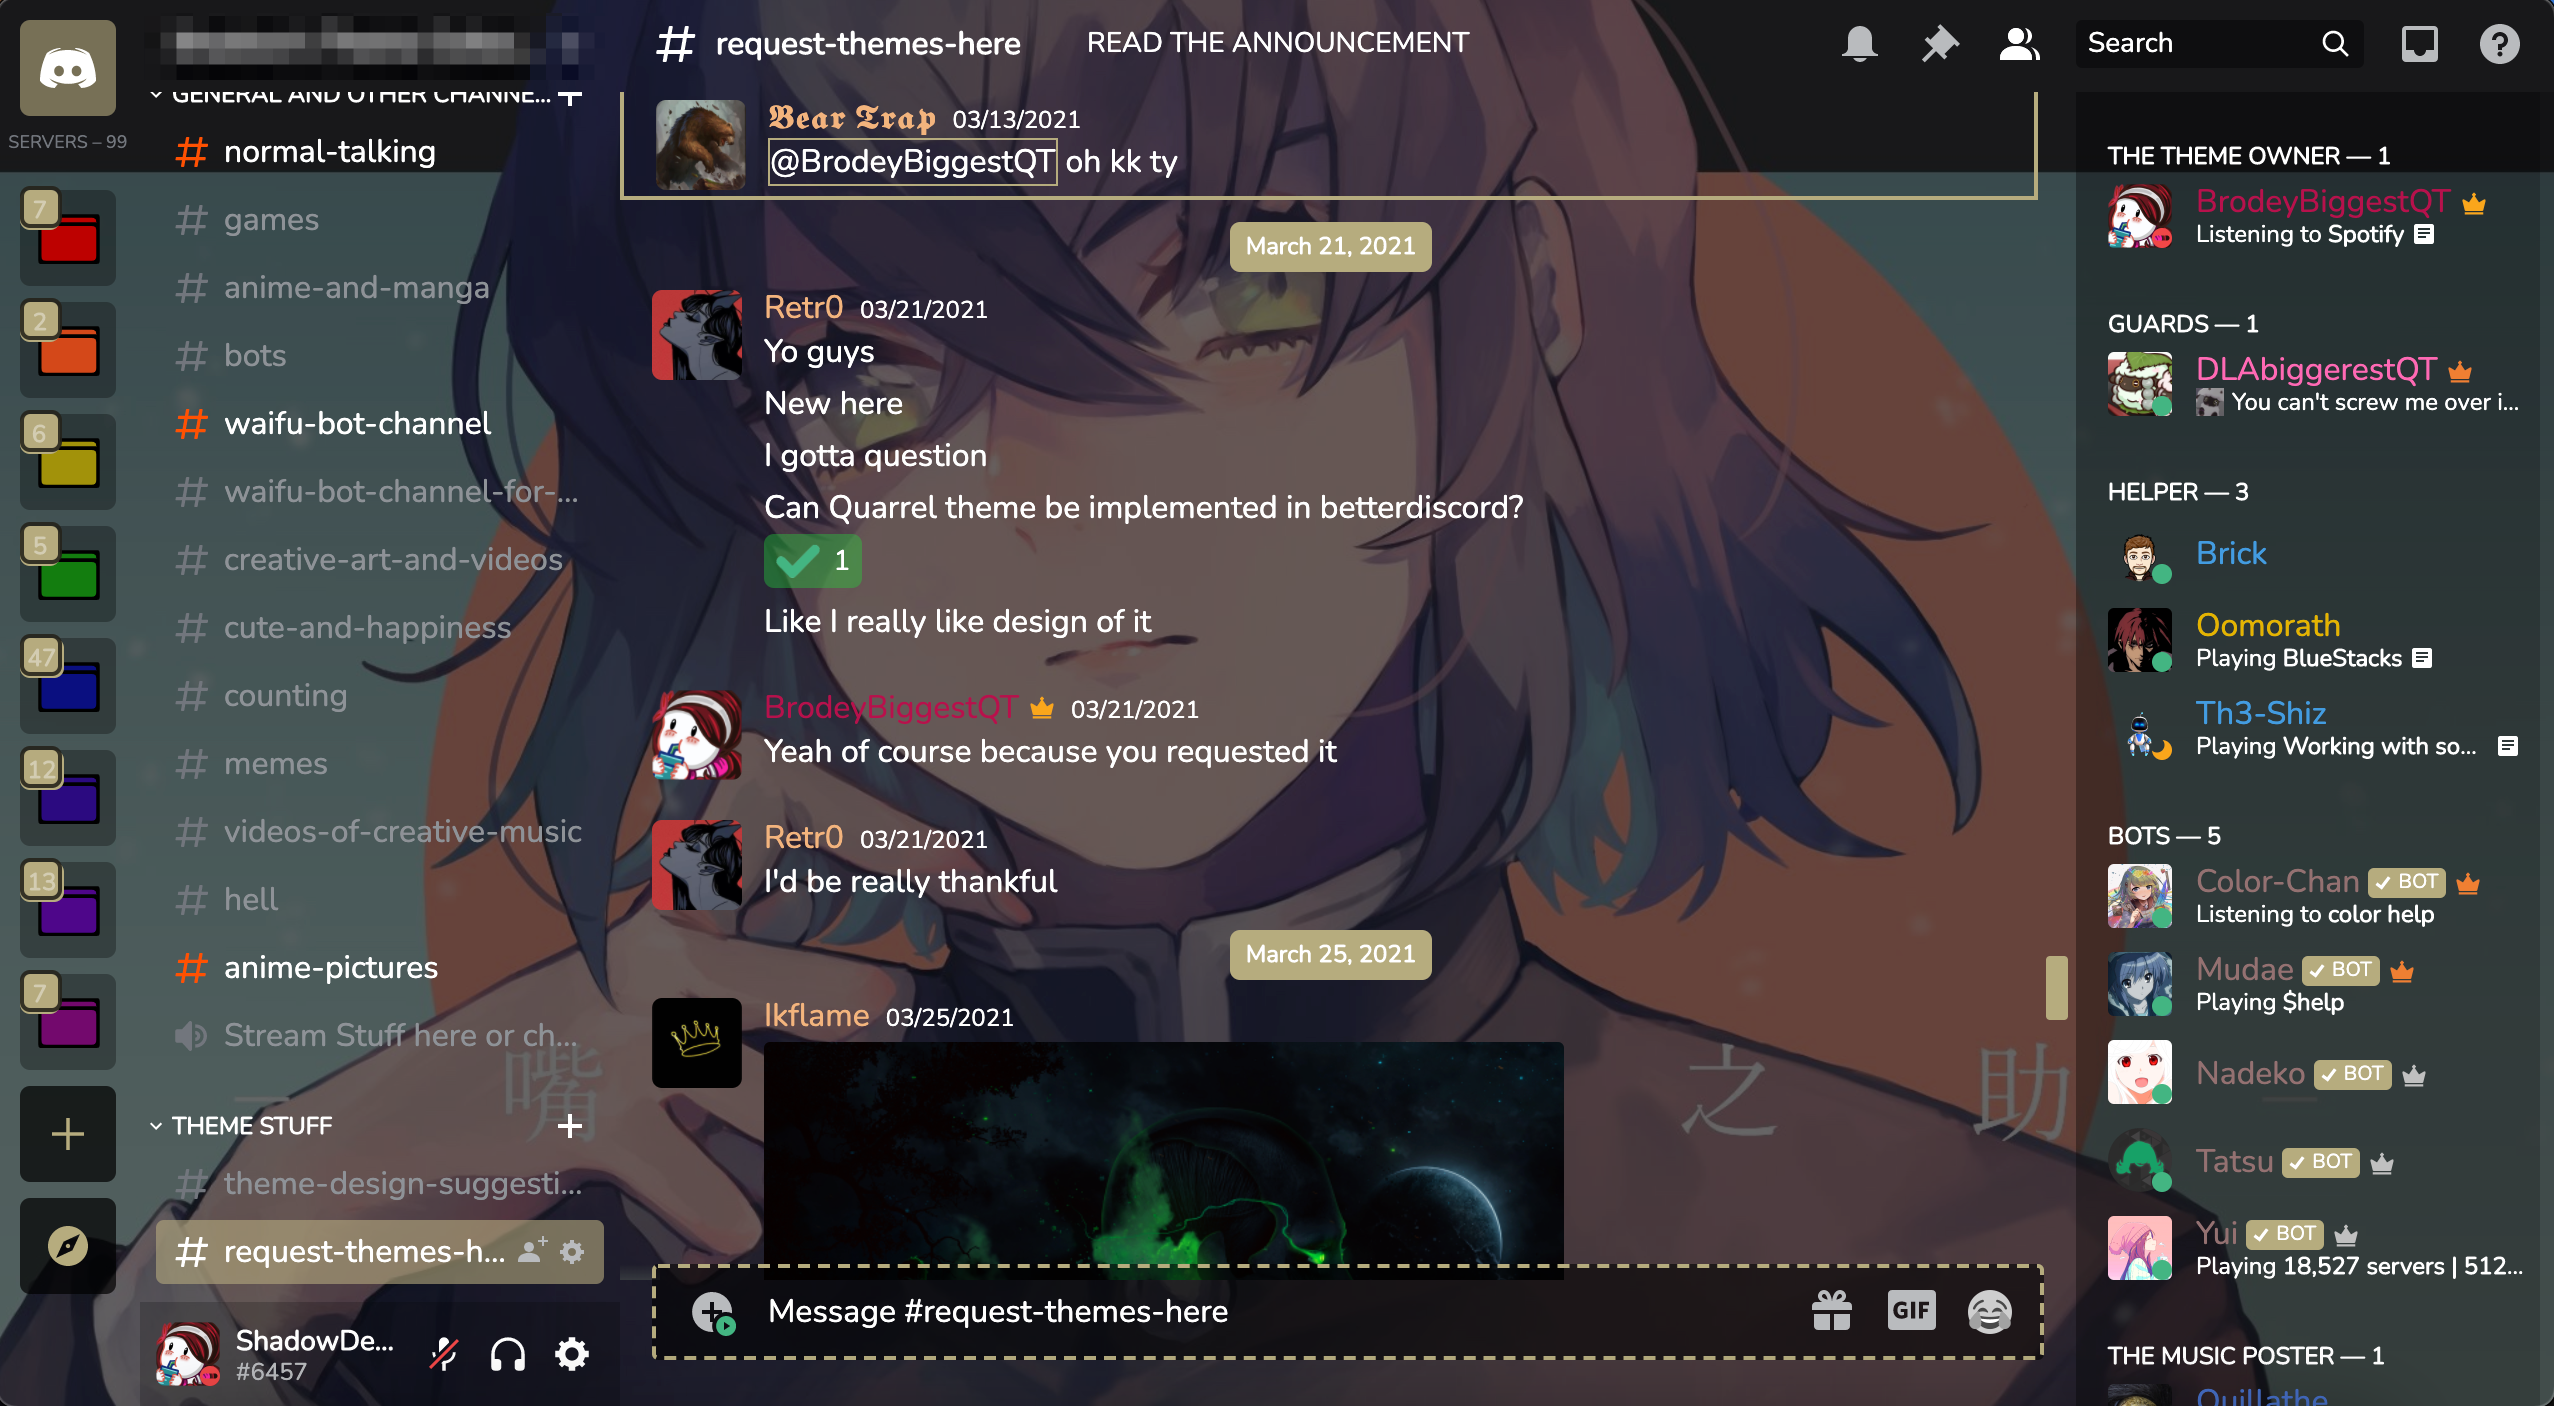 SERVERS – 99
7
2
6
5
47
12
13
7
GENERAL AND OTHER CHANNE...
normal-talking
games
anime-and-manga
bots
waifu-bot-channel
waifu-bot-channel-for-...
creative-art-and-videos
cute-and-happiness
counting
memes
videos-of-creative-music
hell
anime-pictures
Stream Stuff here or ch...
THEME STUFF
theme-design-suggesti...
request-themes-h...
ShadowDe...
#6457
request-themes-here READ THE ANNOUNCEMENT
Search
Bear Trap 03/13/2021
@BrodeyBiggestQT oh kk ty
March 21, 2021
Retr0 03/21/2021
Yo guys
New here
I gotta question
Can Quarrel theme be implemented in betterdiscord?
1
Like I really like design of it
BrodeyBiggestQT 03/21/2021
Yeah of course because you requested it
Retr0 03/21/2021
I'd be really thankful
March 25, 2021
Ikflame 03/25/2021
嘴 之 助
Message #request-themes-here
GIF
THE THEME OWNER — 1
BrodeyBiggestQT
Listening to Spotify
GUARDS — 1
DLAbiggerestQT
You can't screw me over i...
HELPER — 3
Brick
Oomorath
Playing BlueStacks
Th3-Shiz
Playing Working with so...
BOTS — 5
Color-Chan BOT
Listening to color help
Mudae BOT
Playing $help
Nadeko BOT
Tatsu BOT
Yui BOT
Playing 18,527 servers | 512...
THE MUSIC POSTER — 1
Quillathe